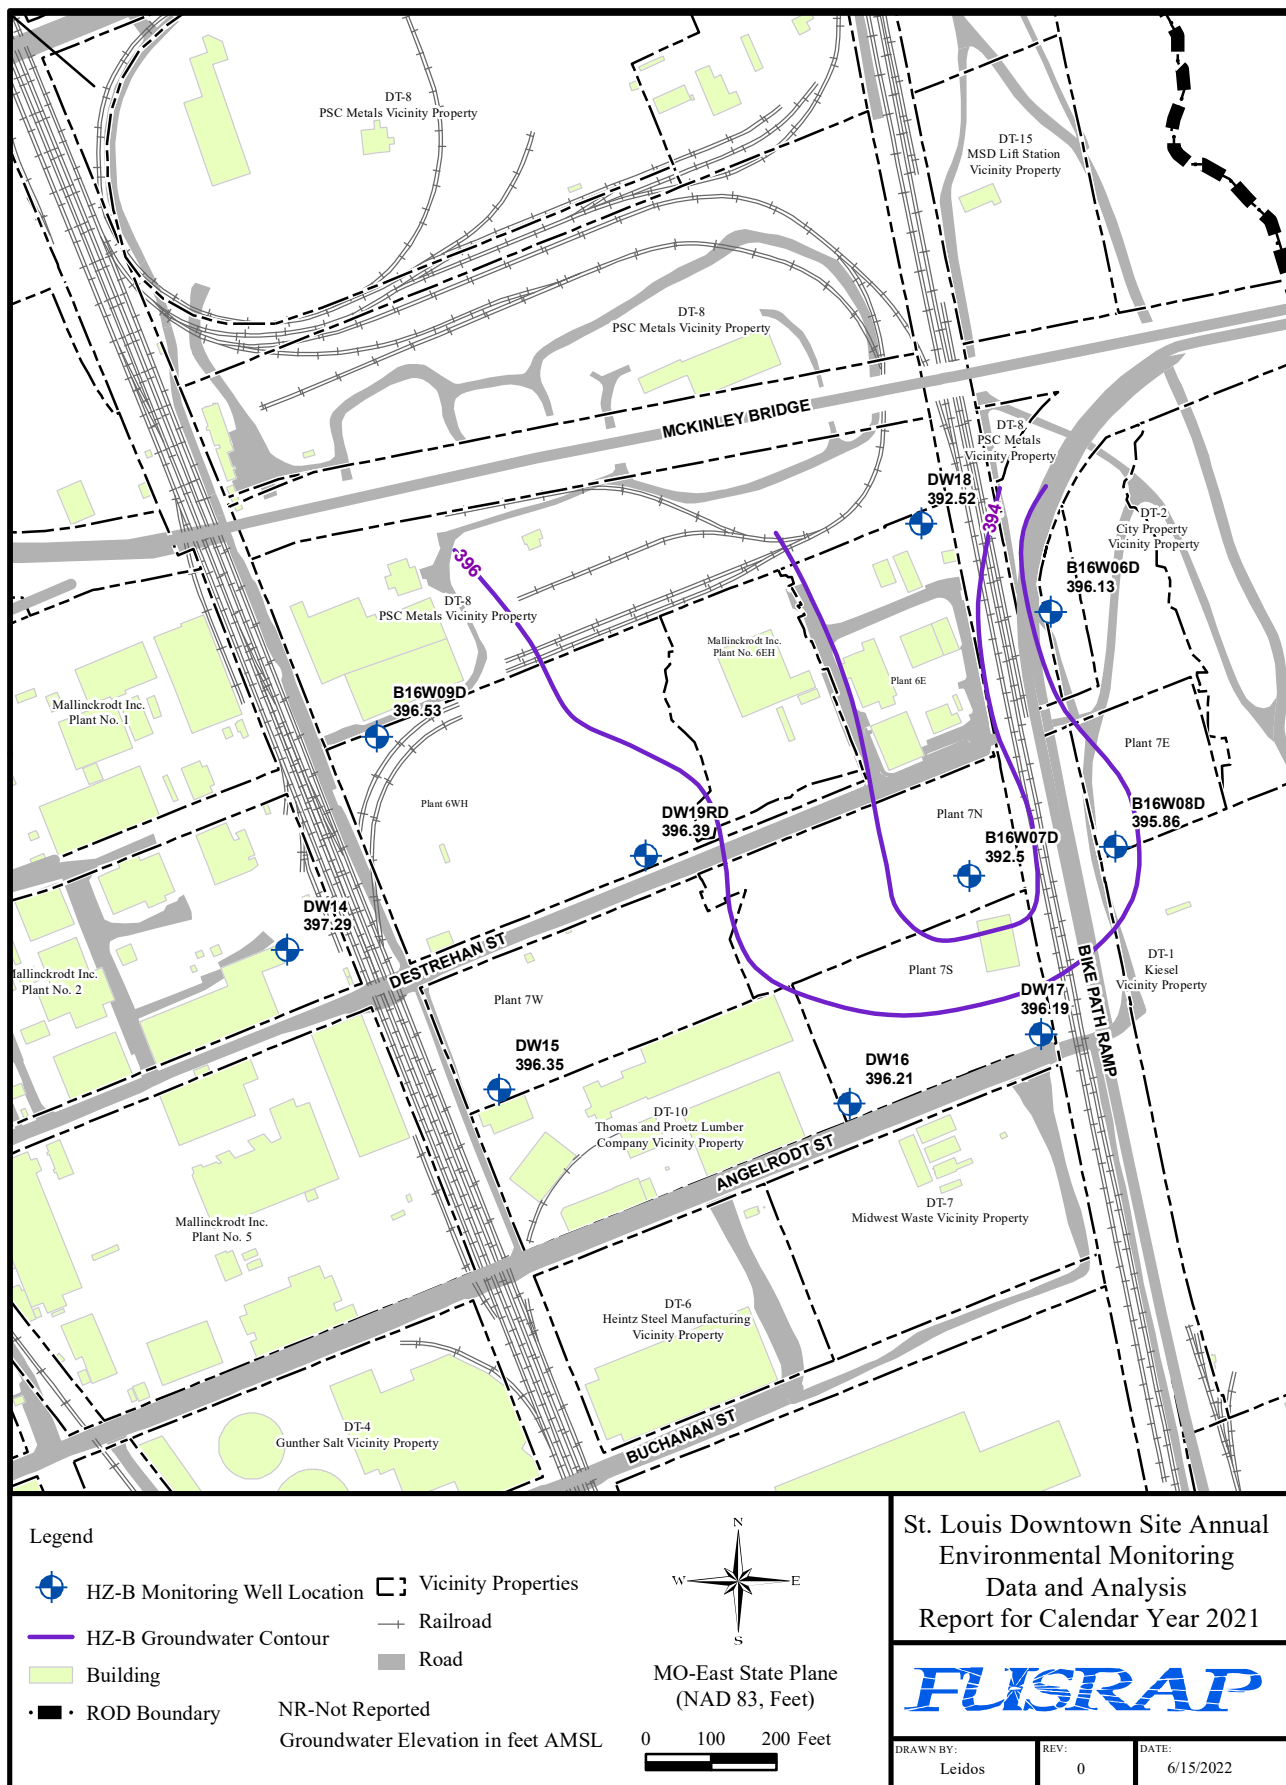 DT-8
PSC Metals Vicinity Property
DT-15
MSD Lift Station
Vicinity Property
DT-8
PSC Metals Vicinity Property
MCKINLEY BRIDGE
DT-8
PSC Metals
Vicinity Property
DW18
392.52
394
DT-2
City Property
Vicinity Property
396
B16W06D
396.13
DT-8
PSC Metals Vicinity Property
Mallinckrodt Inc.
Plant No. 6EH
Plant 6E
B16W09D
396.53
Mallinckrodt Inc.
Plant No. 1
Plant 7E
Plant 6WH
DW19RD
396.39
Plant 7N
B16W08D
395.86
B16W07D
392.5
DW14
397.29
DESTREHAN ST
Mallinckrodt Inc.
Plant No. 2
Plant 7S
DT-1
Kiesel
Vicinity Property
Plant 7W
DW17
396.19
BIKE PATH RAMP
DW15
396.35
DW16
396.21
DT-10
Thomas and Proetz Lumber
Company Vicinity Property
ANGELRODT ST
DT-7
Midwest Waste Vicinity Property
Mallinckrodt Inc.
Plant No. 5
DT-6
Heintz Steel Manufacturing
Vicinity Property
DT-4
Gunther Salt Vicinity Property
BUCHANAN ST
Legend
HZ-B Monitoring Well Location
HZ-B Groundwater Contour
Building
ROD Boundary
Vicinity Properties
Railroad
Road
NR-Not Reported
Groundwater Elevation in feet AMSL
N
W
E
S
MO-East State Plane
(NAD 83, Feet)
0 100 200 Feet
St. Louis Downtown Site Annual
Environmental Monitoring
Data and Analysis
Report for Calendar Year 2021
FUSRAP
DRAWN BY:
Leidos
REV:
0
DATE:
6/15/2022